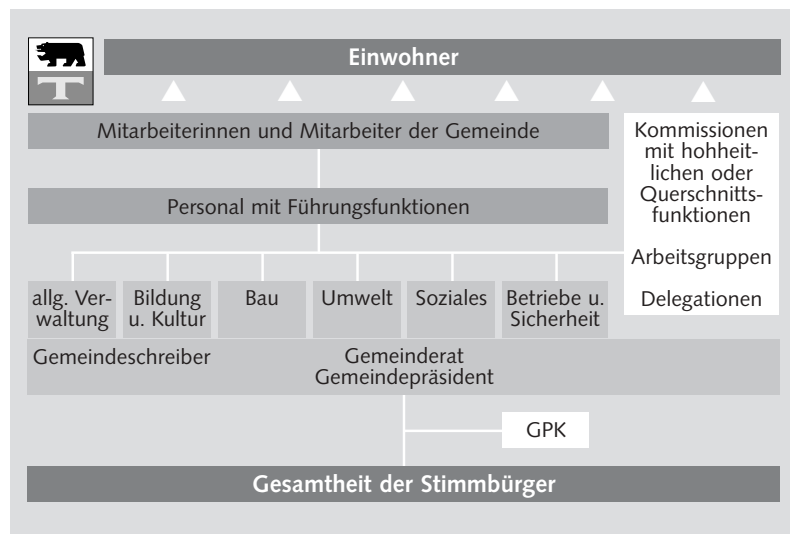 Einwohner
T
Mitarbeiterinnen und Mitarbeiter der Gemeinde
Kommissionen
mit hohheit-
lichen oder
Querschnitts-
funktionen
Arbeitsgruppen
Delegationen
Personal mit Führungsfunktionen
allg. Ver-
waltung
Bildung
u. Kultur
Bau
Umwelt
Soziales
Betriebe u.
Sicherheit
Gemeindeschreiber
Gemeinderat
Gemeindepräsident
GPK
Gesamtheit der Stimmbürger